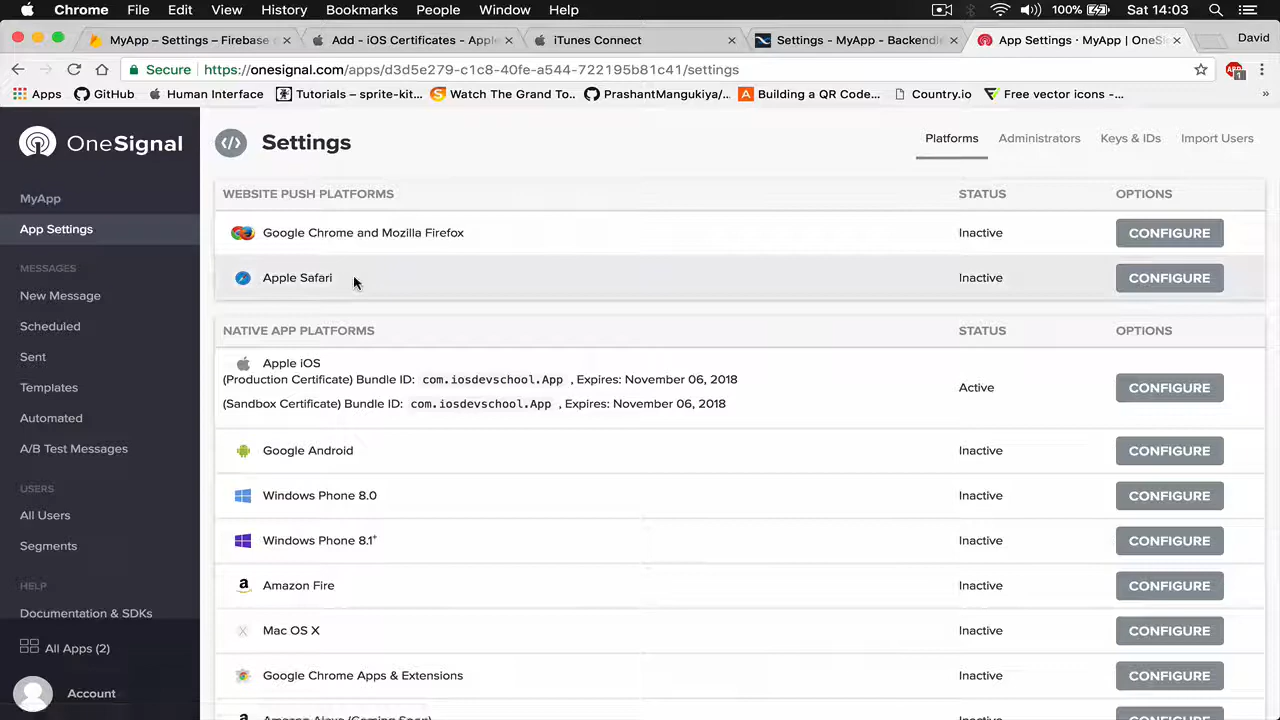 Chrome File Edit View History Bookmarks People Window Help 100% Sat 14:03
MyApp – Settings – Firebase Add - iOS Certificates - Apple iTunes Connect Settings - MyApp - Backendl App Settings · MyApp | OneSi David
Secure https://onesignal.com/apps/d3d5e279-c1c8-40fe-a544-722195b81c41/settings 1
Apps GitHub Human Interface Tutorials – sprite-kit... Watch The Grand To... PrashantMangukiya/... Building a QR Code... Country.io Free vector icons -... »
OneSignal
Settings
Platforms Administrators Keys & IDs Import Users
MyApp
App Settings
MESSAGES
New Message
Scheduled
Sent
Templates
Automated
A/B Test Messages
USERS
All Users
Segments
HELP
Documentation & SDKs
All Apps (2)
Account
WEBSITE PUSH PLATFORMS STATUS OPTIONS
Google Chrome and Mozilla Firefox Inactive CONFIGURE
Apple Safari Inactive CONFIGURE
NATIVE APP PLATFORMS STATUS OPTIONS
Apple iOS
(Production Certificate) Bundle ID: com.iosdevschool.App , Expires: November 06, 2018
Active CONFIGURE
(Sandbox Certificate) Bundle ID: com.iosdevschool.App , Expires: November 06, 2018
Google Android Inactive CONFIGURE
Windows Phone 8.0 Inactive CONFIGURE
Windows Phone 8.1+ Inactive CONFIGURE
Amazon Fire Inactive CONFIGURE
Mac OS X Inactive CONFIGURE
Google Chrome Apps & Extensions Inactive CONFIGURE
Amazon Alexa (Coming Soon) Inactive CONFIGURE